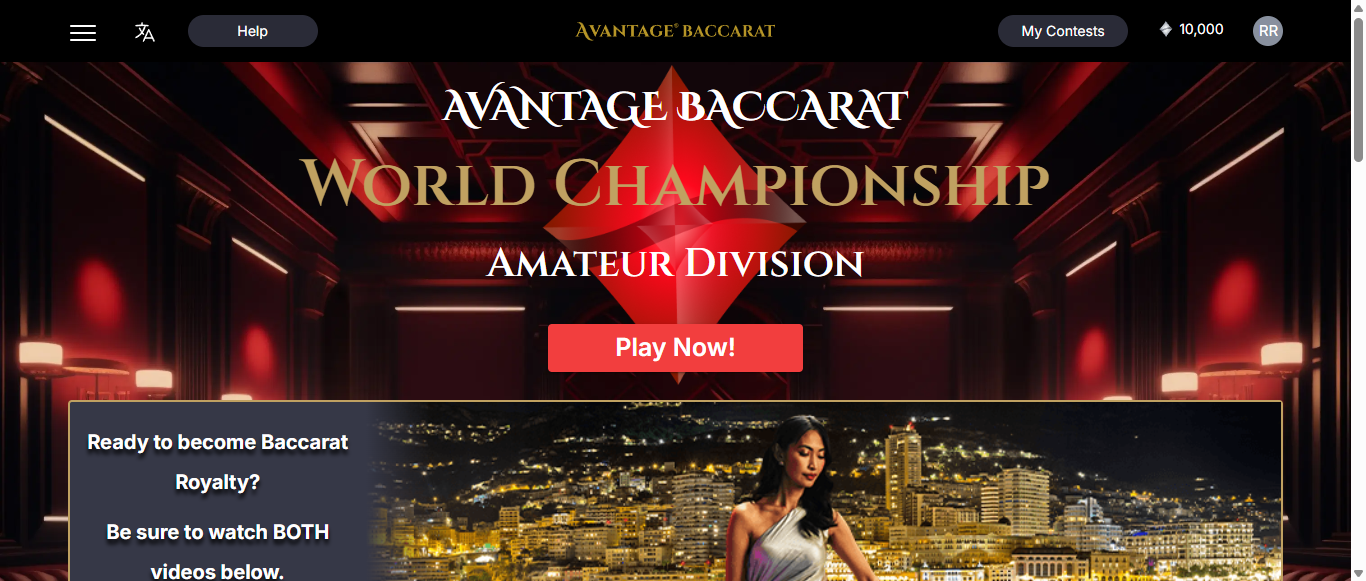 Help
AVANTAGE® BACCARAT
My Contests
10,000
RR
AVANTAGE BACCARAT
WORLD CHAMPIONSHIP
AMATEUR DIVISION
Play Now!
Ready to become Baccarat
Royalty?
Be sure to watch BOTH
videos below.